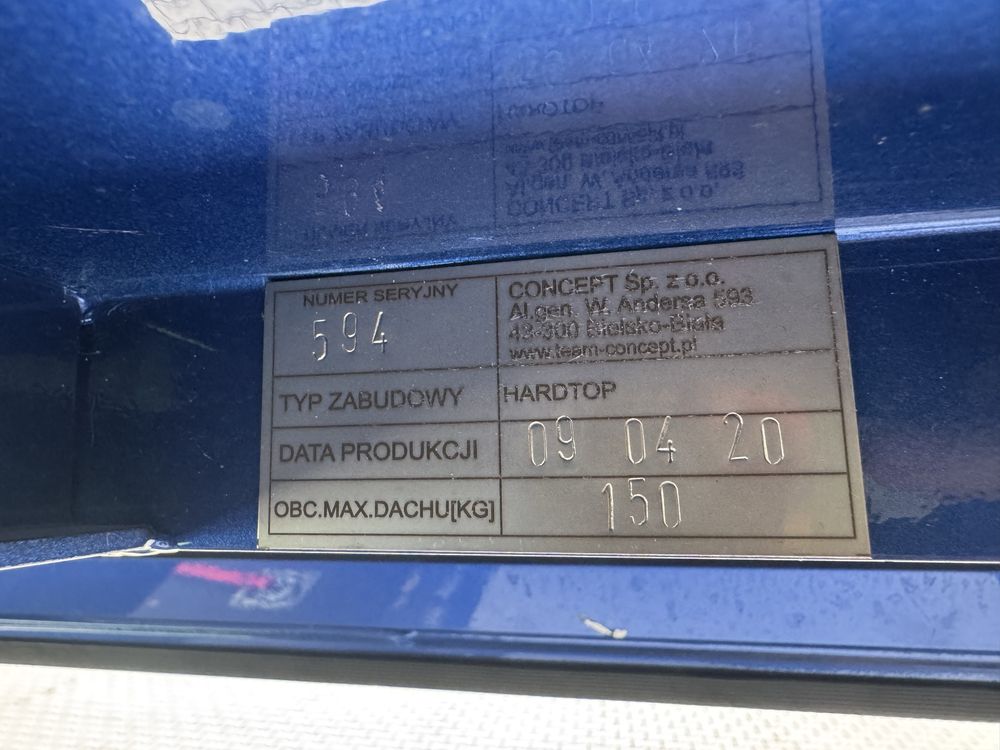 NUMER SERYJNY
594
CONCEPT Sp. z o.o.
Al.gen. W. Andersa 593
43-300 Bielsko-Biała
www.team-concept.pl
TYP ZABUDOWY HARDTOP
DATA PRODUKCJI 09 04 20
OBC.MAX.DACHU[KG] 150